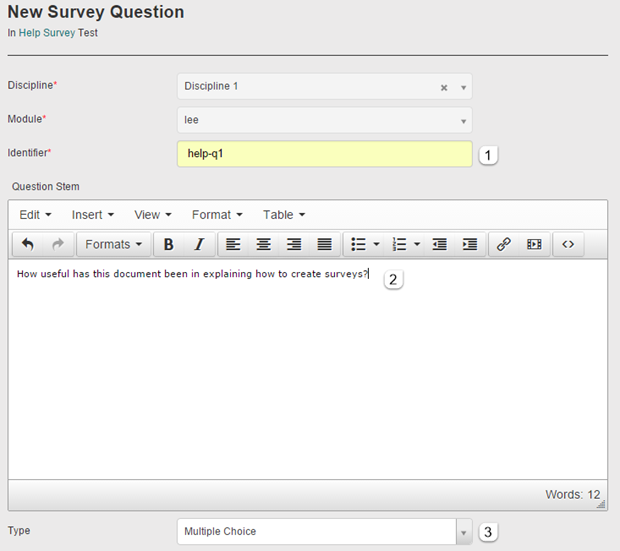 New Survey Question
In Help Survey Test
Discipline* Discipline 1
Module* lee
Identifier* help-q1 1
Question Stem
Edit Insert View Format Table
Formats B I
How useful has this document been in explaining how to create surveys? 2
Words: 12
Type Multiple Choice 3